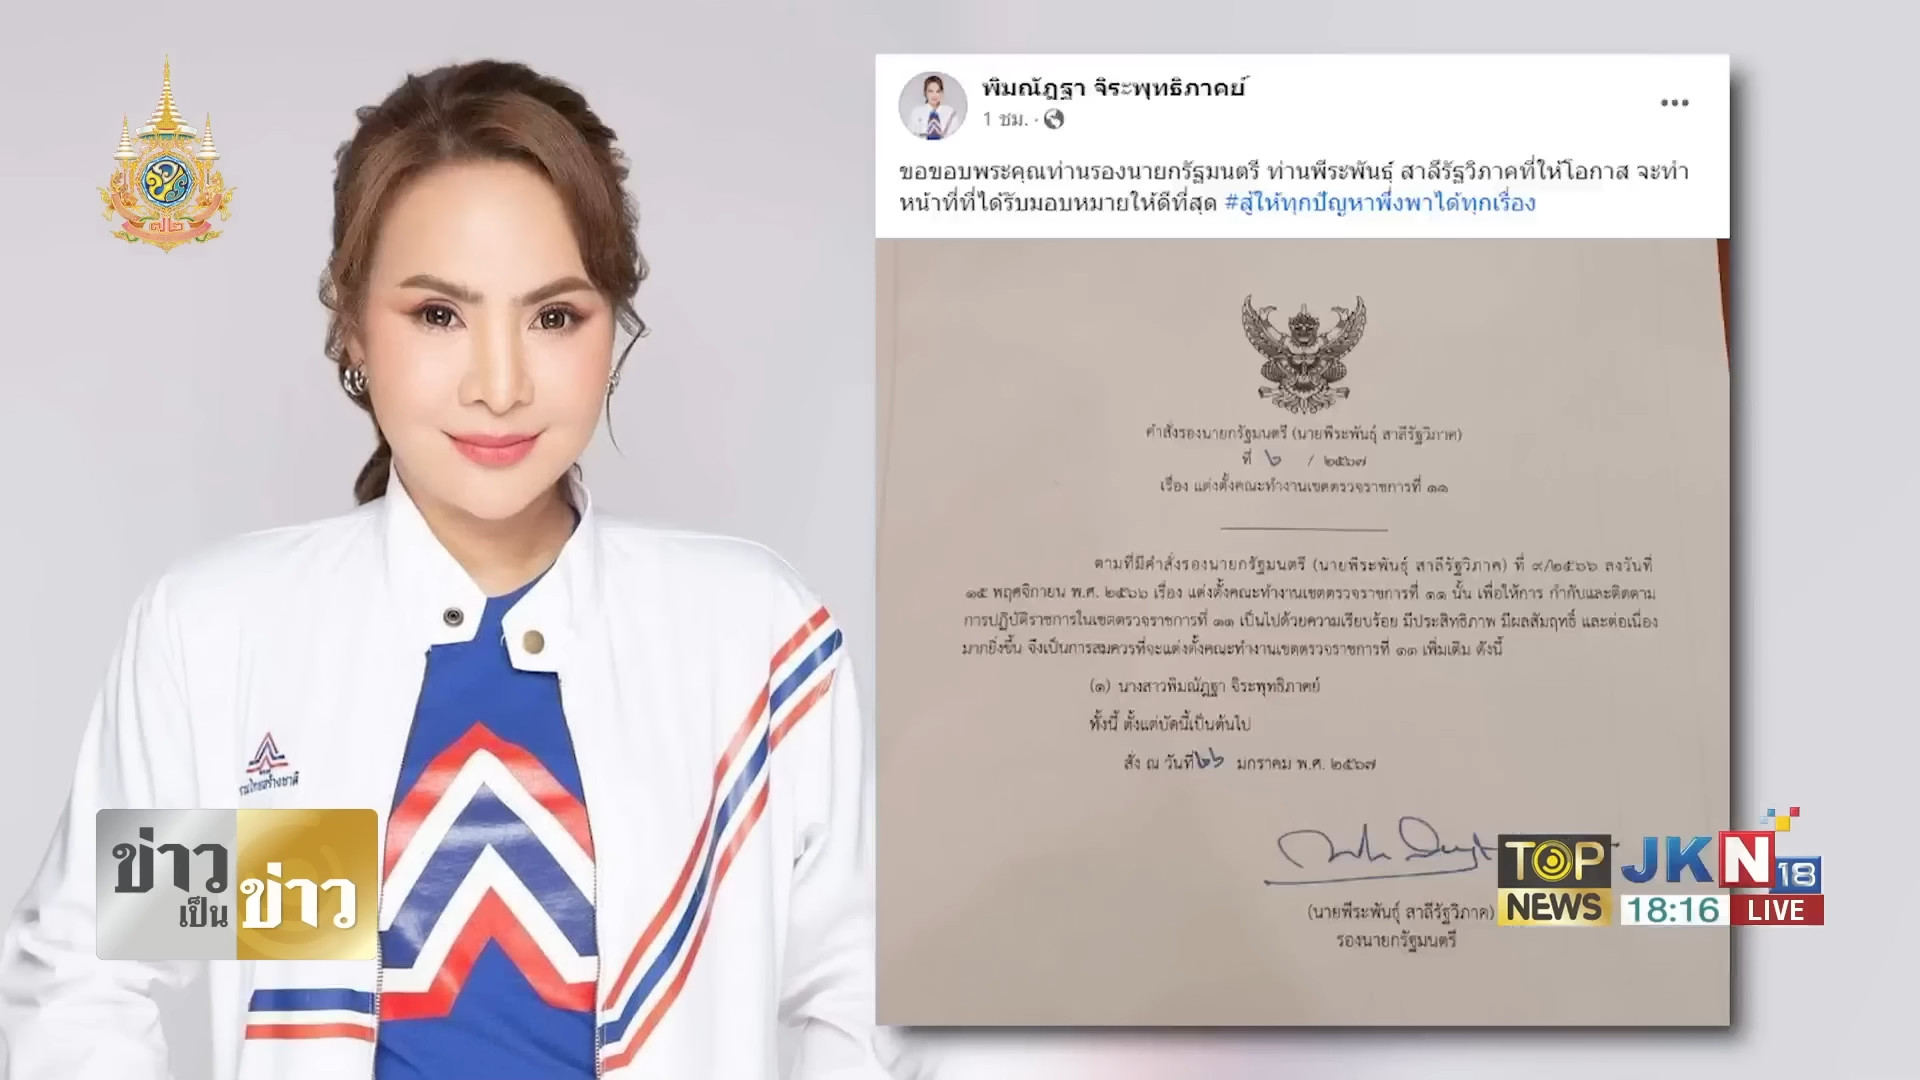 พิมณัฏฐา จิระพุทธิภาคย์
1 ชม.
ขอขอบพระคุณท่านรองนายกรัฐมนตรี ท่านพีระพันธุ์ สาลีรัฐวิภาคที่ให้โอกาส จะทำ
หน้าที่ที่ได้รับมอบหมายให้ดีที่สุด #สู้ให้ทุกปัญหาพึ่งพาได้ทุกเรื่อง
คำสั่งรองนายกรัฐมนตรี (นายพีระพันธุ์ สาลีรัฐวิภาค)
ที่ ๖ / ๒๕๖๗
เรื่อง แต่งตั้งคณะทำงานเขตตรวจราชการที่ ๑๑
ตามที่มีคำสั่งรองนายกรัฐมนตรี (นายพีระพันธุ์ สาลีรัฐวิภาค) ที่ ๙/๒๕๖๖ ลงวันที่
๑๕ พฤศจิกายน พ.ศ. ๒๕๖๖ เรื่อง แต่งตั้งคณะทำงานเขตตรวจราชการที่ ๑๑ นั้น เพื่อให้การ กำกับและติดตาม
การปฏิบัติราชการในเขตตรวจราชการที่ ๑๑ เป็นไปด้วยความเรียบร้อย มีประสิทธิภาพ มีผลสัมฤทธิ์ และต่อเนื่อง
มากยิ่งขึ้น จึงเป็นการสมควรที่จะแต่งตั้งคณะทำงานเขตตรวจราชการที่ ๑๑ เพิ่มเติม ดังนี้
(๑) นางสาวพิมณัฏฐา จิระพุทธิภาคย์
ทั้งนี้ ตั้งแต่บัดนี้เป็นต้นไป
สั่ง ณ วันที่ ๒๖ มกราคม พ.ศ. ๒๕๖๗
(นายพีระพันธุ์ สาลีรัฐวิภาค)
รองนายกรัฐมนตรี
๗๒
รวมไทยสร้างชาติ
ข่าว
เป็น
ข่าว
TOP
NEWS
JKN
18
18:16
LIVE